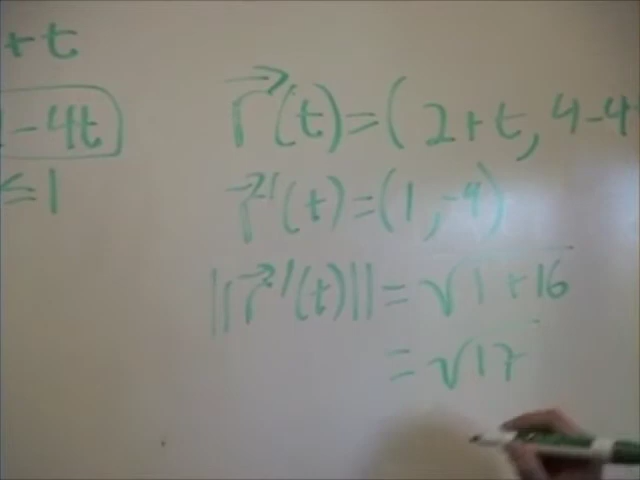 +t
-4t
≤1
r⃗(t)=(2+t, 4-4
r⃗'(t)=(1,-4)
||r⃗'(t)||=√1+16
=√17